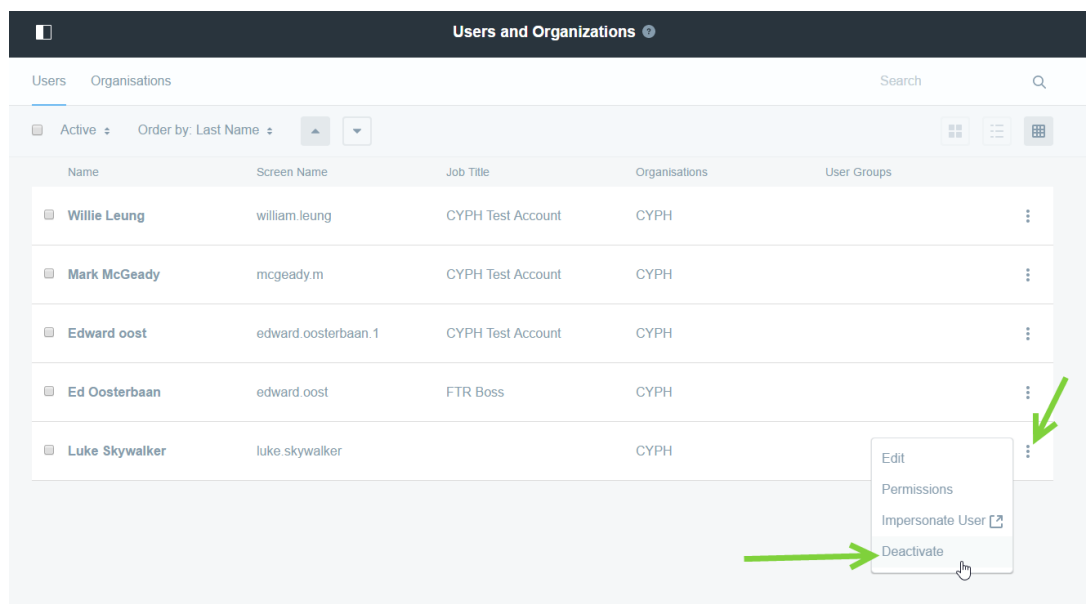 Users and Organizations ?
Users Organisations Search
Active Order by: Last Name
Name Screen Name Job Title Organisations User Groups
Willie Leung william.leung CYPH Test Account CYPH
Mark McGeady mcgeady.m CYPH Test Account CYPH
Edward oost edward.oosterbaan.1 CYPH Test Account CYPH
Ed Oosterbaan edward.oost FTR Boss CYPH
Luke Skywalker luke.skywalker CYPH
Edit
Permissions
Impersonate User
Deactivate